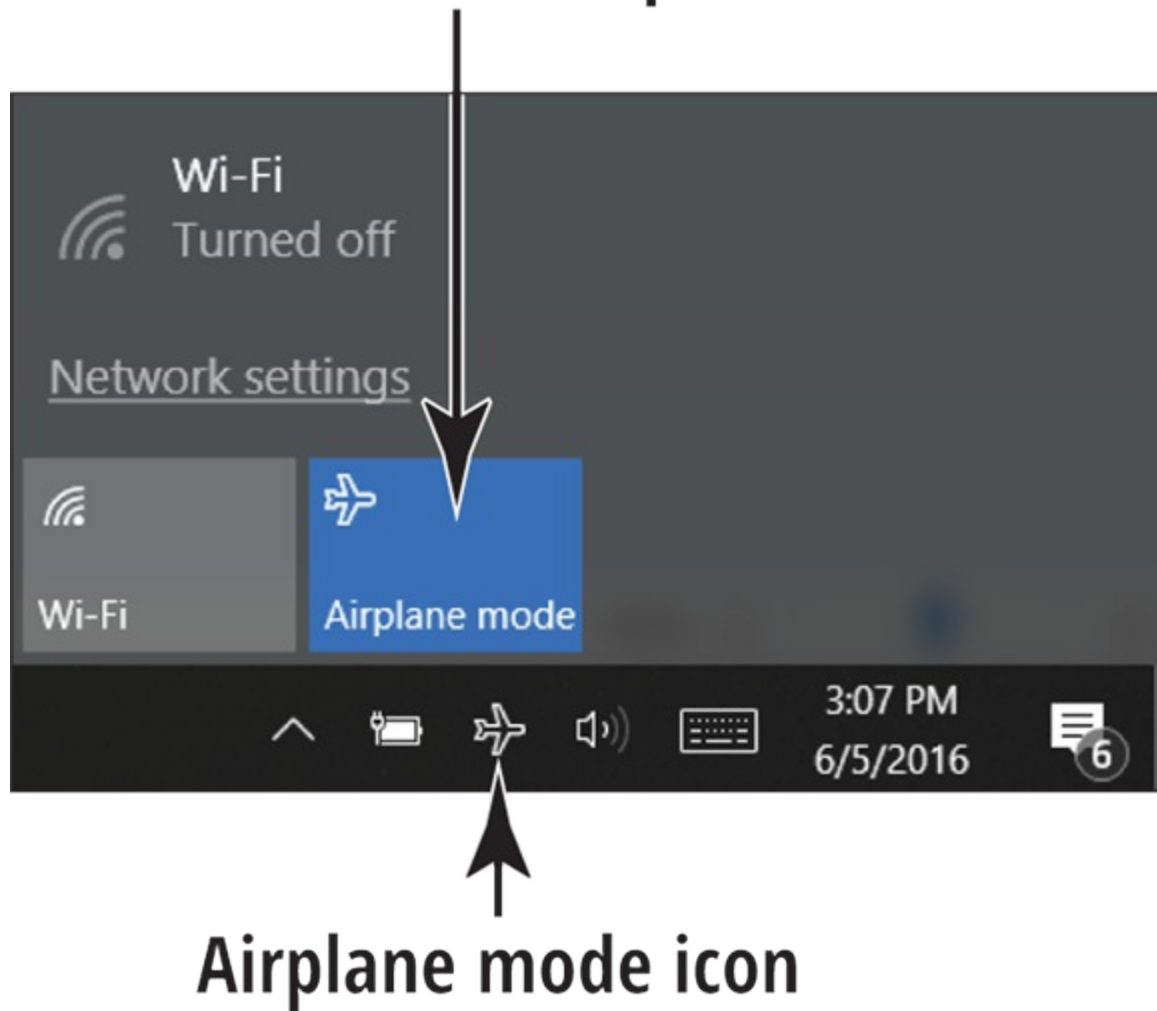 Wi-Fi
Turned off
Network settings
Wi-Fi
Airplane mode
3:07 PM
6/5/2016
6
Airplane mode icon